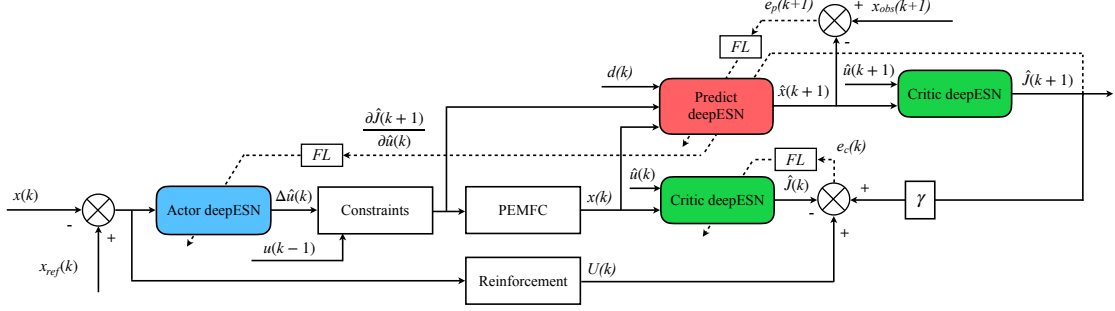 e_p(k+1)
+
x_obs(k+1)
-
FL
d(k)
Predict
deepESN
x̂(k+1)
û(k+1)
Critic deepESN
Ĵ(k+1)
∂Ĵ(k+1)
∂û(k)
FL
FL
e_c(k)
x(k)
-
+
x_ref(k)
Actor deepESN
Δû(k)
Constraints
u(k−1)
PEMFC
x(k)
û(k)
Critic deepESN
Ĵ(k)
-
+
+
γ
Reinforcement
U(k)